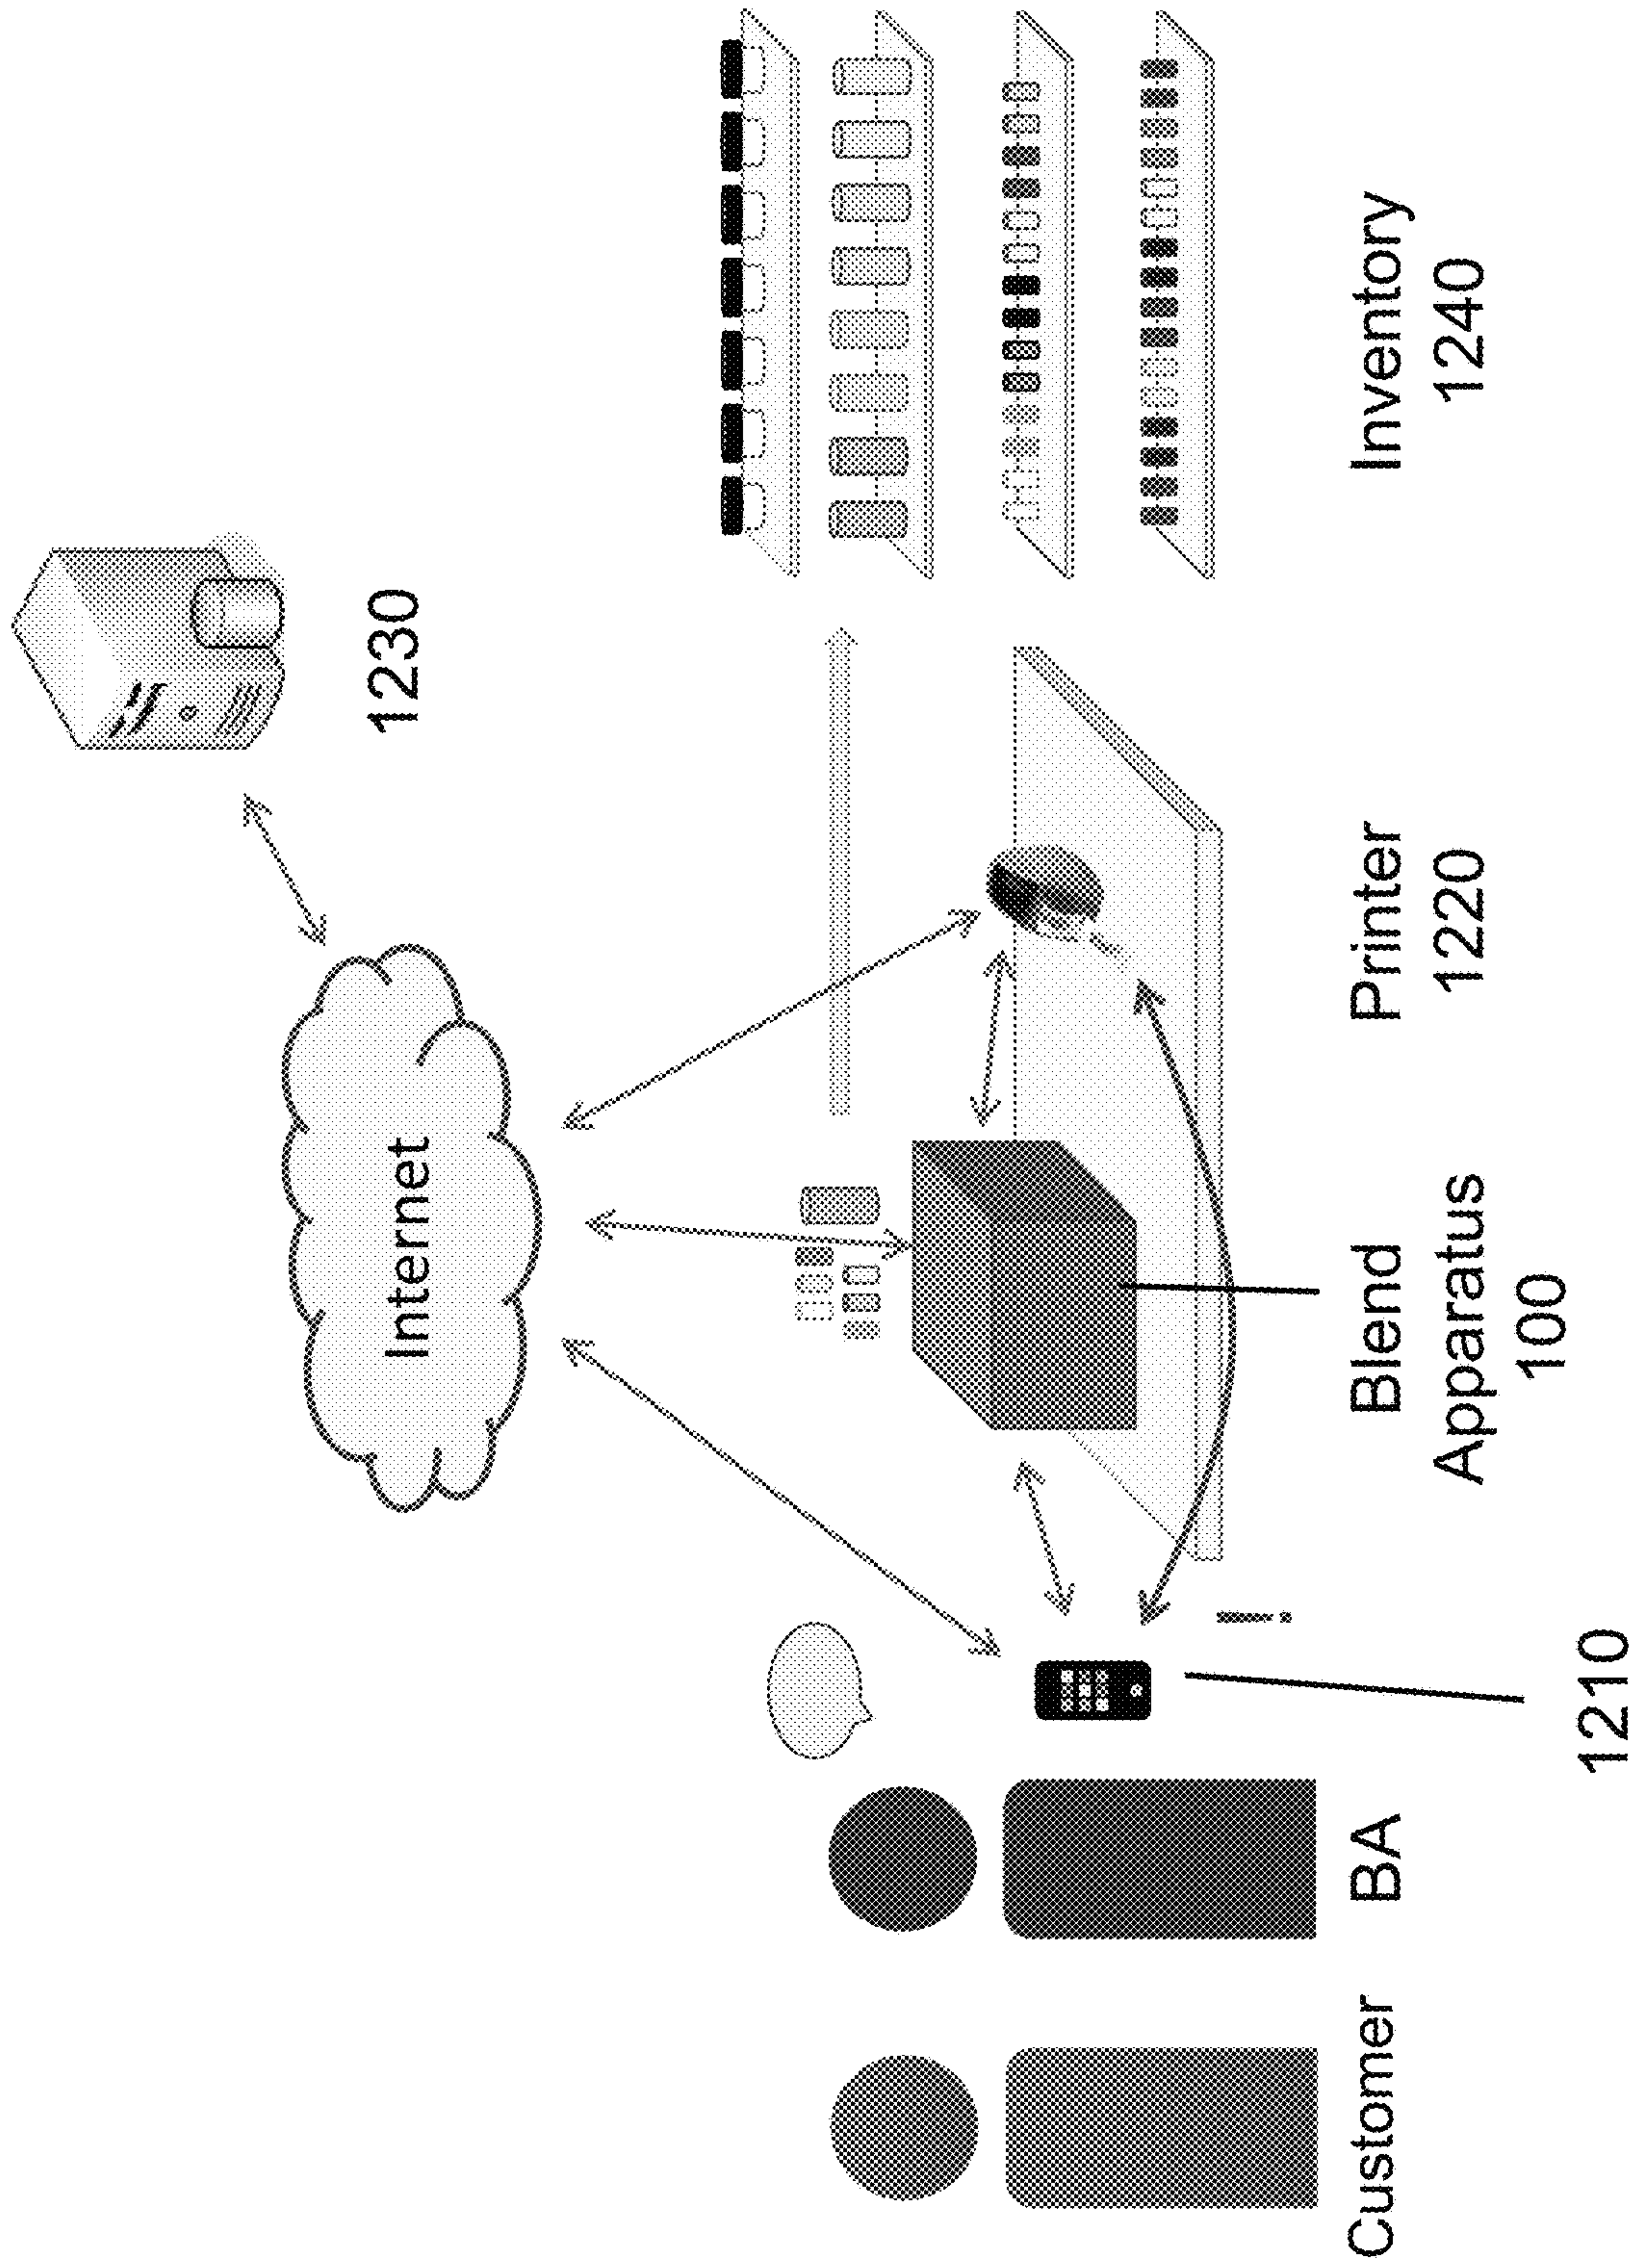 1230
Internet
Customer
BA
1210
Blend
Apparatus
100
Printer
1220
Inventory
1240